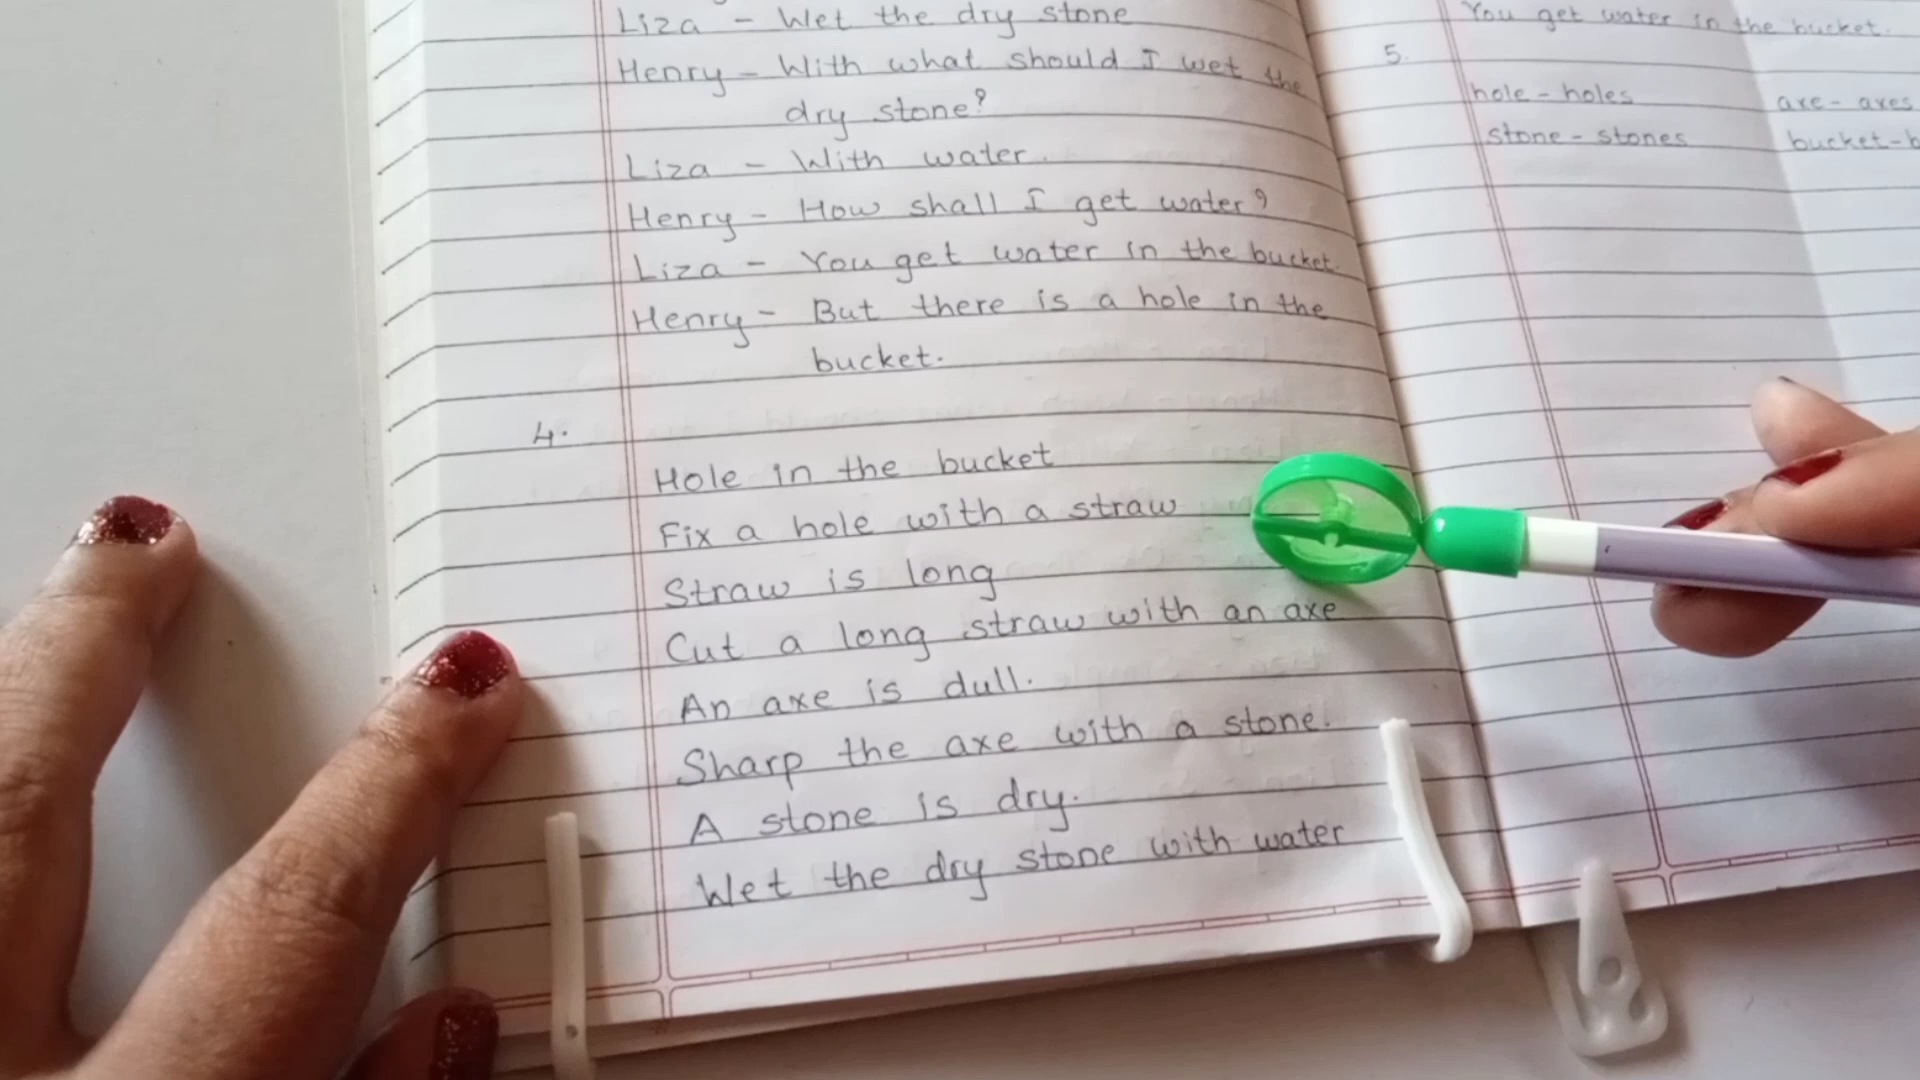 Liza - Wet the dry stone
Henry - With what should I wet the
dry stone?
Liza - With water.
Henry - How shall I get water?
Liza - You get water in the bucket.
Henry - But there is a hole in the
bucket.
4.
Hole in the bucket
Fix a hole with a straw
Straw is long
Cut a long straw with an axe
An axe is dull.
Sharp the axe with a stone.
A stone is dry.
Wet the dry stone with water
You get water in the bucket.
5.
hole - holes axe - axes
stone - stones bucket - b